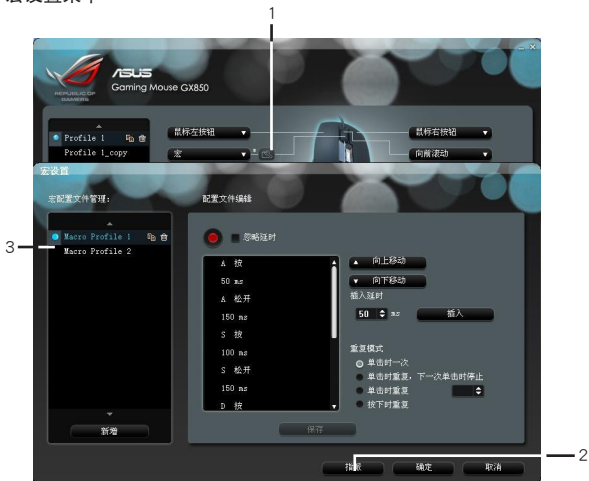 1
REPUBLIC OF GAMERS
ASUS
Gaming Mouse GX850
Profile 1
Profile 1_copy
鼠标左按钮
宏
鼠标右按钮
向前滚动
宏设置
宏配置文件管理:
配置文件编辑
Macro Profile 1
Macro Profile 2
3
新增
忽略延时
A 按
50 ms
A 松开
150 ms
S 按
100 ms
S 松开
150 ms
D 按
向上移动
向下移动
插入延时
50 ms
插入
重复模式
单击时一次
单击时重复，下一次单击时停止
单击时重复
按下时重复
保存
指派
确定
取消
2